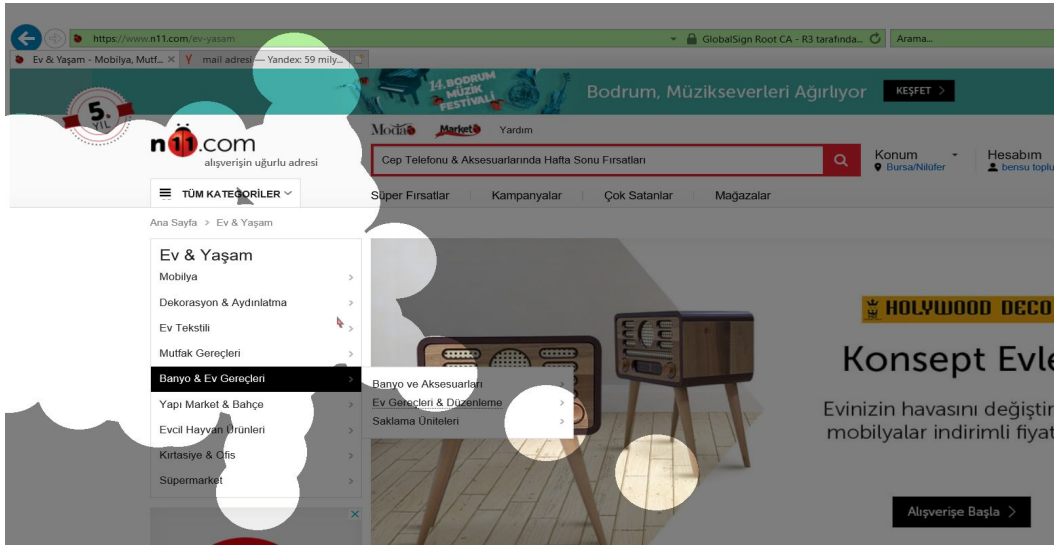 https://www.n11.com/ev-yasam
GlobalSign Root CA - R3 tarafında...
Arama...
Ev & Yaşam - Mobilya, Mutf...
mail adresi — Yandex: 59 mily...
5.
YIL
14. BODRUM
MÜZİK
FESTİVALİ
Bodrum, Müzikseverleri Ağırlıyor
KEŞFET >
Moda
Market
Yardım
n11.com
alışverişin uğurlu adresi
Cep Telefonu & Aksesuarlarında Hafta Sonu Fırsatları
Konum
Bursa/Nilüfer
Hesabım
bensu toplu
TÜM KATEGORİLER
Süper Fırsatlar
Kampanyalar
Çok Satanlar
Mağazalar
Ana Sayfa > Ev & Yaşam
Ev & Yaşam
Mobilya
Dekorasyon & Aydınlatma
Ev Tekstili
Mutfak Gereçleri
Banyo & Ev Gereçleri
Yapı Market & Bahçe
Evcil Hayvan Ürünleri
Kırtasiye & Ofis
Süpermarket
Banyo ve Aksesuarları
Ev Gereçleri & Düzenleme
Saklama Üniteleri
HOLYWOOD DECO
Konsept Evle
Evinizin havasını değiştir
mobilyalar indirimli fiyat
Alışverişe Başla >